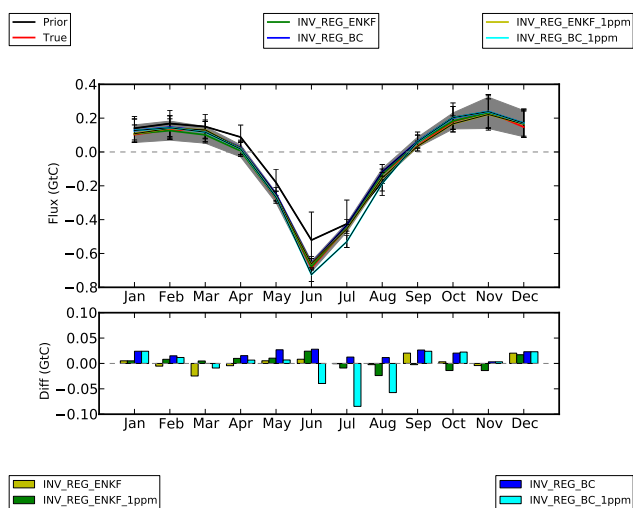 Prior
True
INV_REG_ENKF
INV_REG_BC
INV_REG_ENKF_1ppm
INV_REG_BC_1ppm
0.4
0.2
0.0
−0.2
−0.4
−0.6
−0.8
Flux (GtC)
Jan Feb Mar Apr May Jun Jul Aug Sep Oct Nov Dec
0.10
0.05
0.00
−0.05
−0.10
Diff (GtC)
Jan Feb Mar Apr May Jun Jul Aug Sep Oct Nov Dec
INV_REG_ENKF
INV_REG_ENKF_1ppm
INV_REG_BC
INV_REG_BC_1ppm